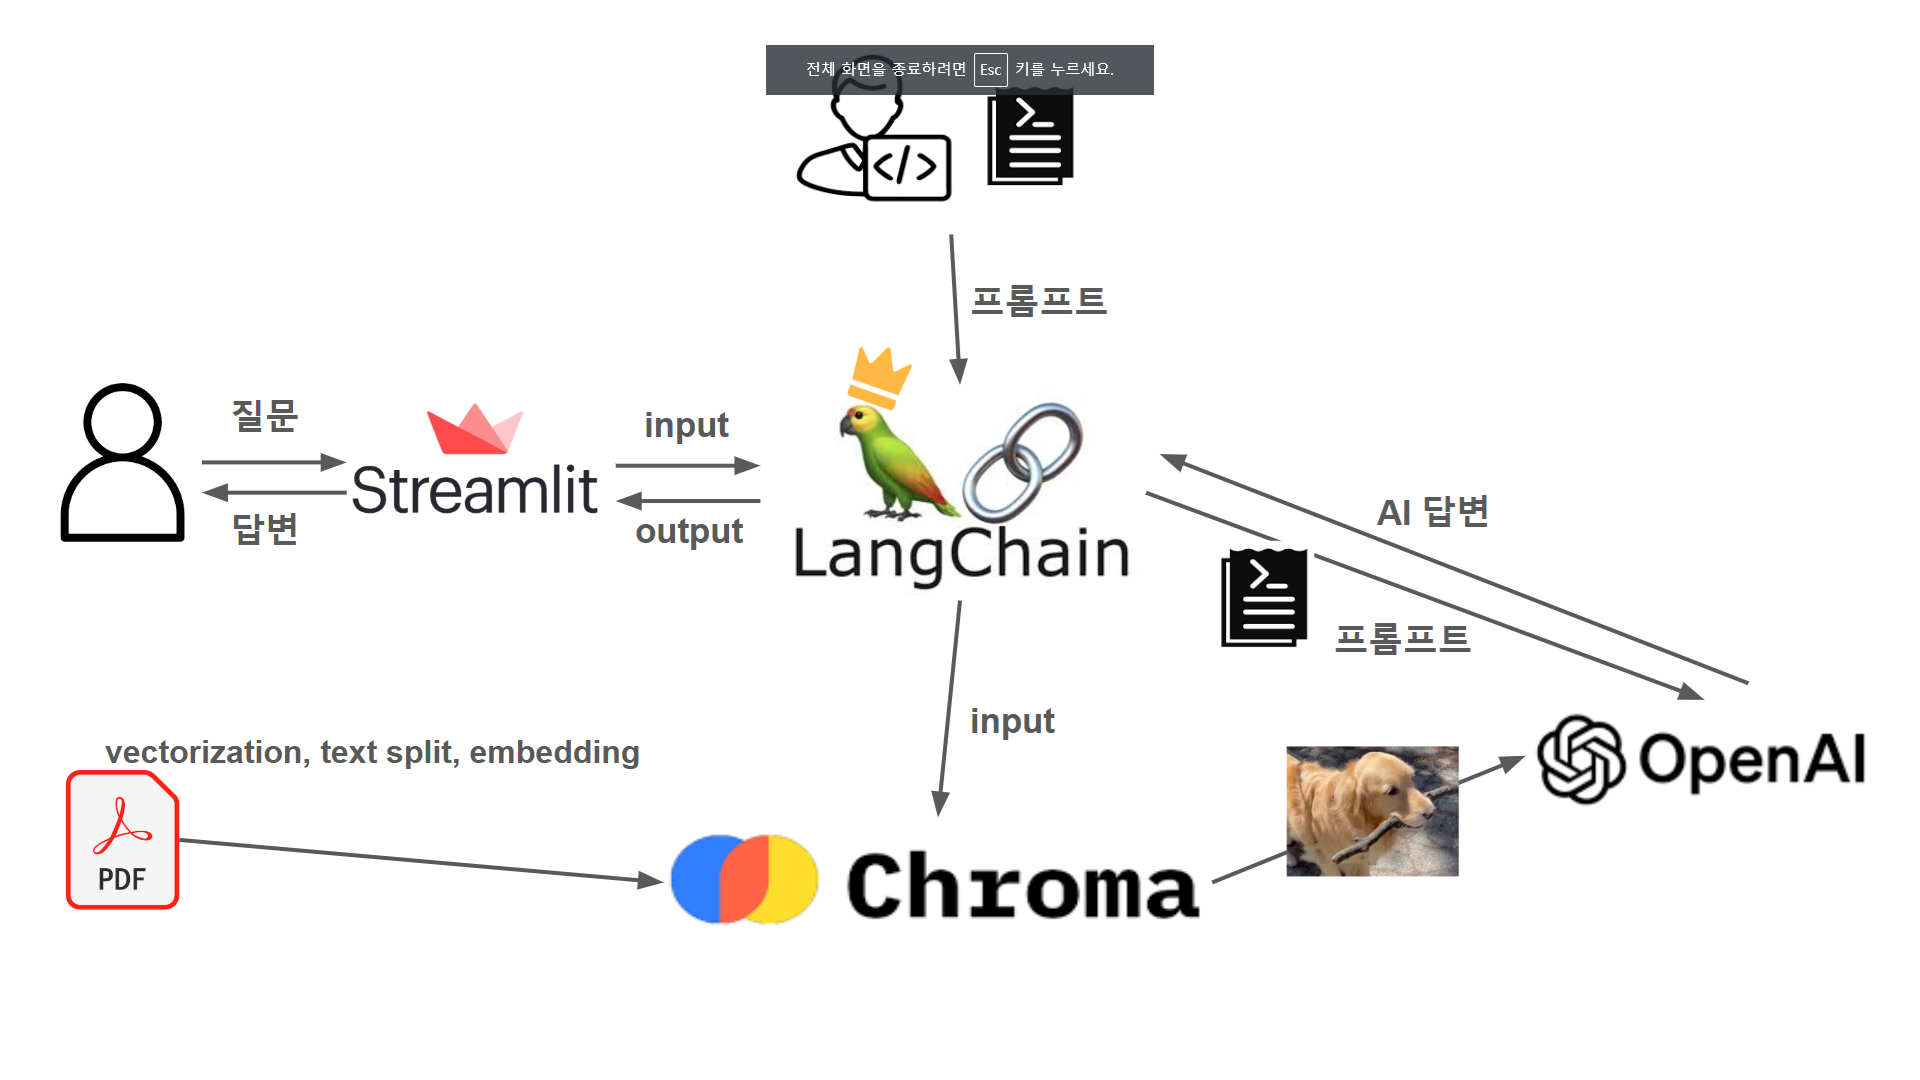 전체 화면을 종료하려면 Esc 키를 누르세요.
</>
>_
프롬프트
질문
Streamlit
답변
input
output
LangChain
AI 답변
>_
프롬프트
input
vectorization, text split, embedding
PDF
Chroma
OpenAI